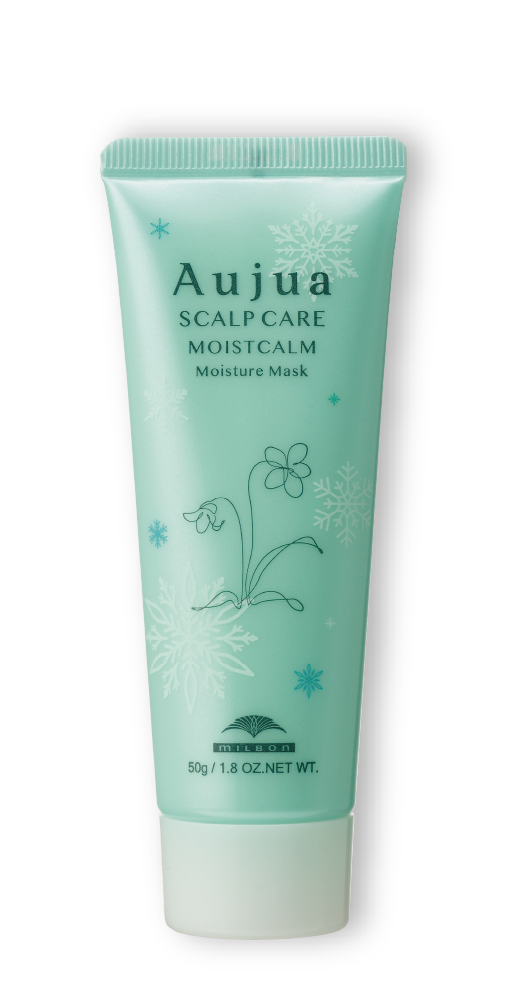 Aujua
SCALP CARE
MOISTCALM
Moisture Mask
MILBON
50g / 1.8 OZ.NET WT.